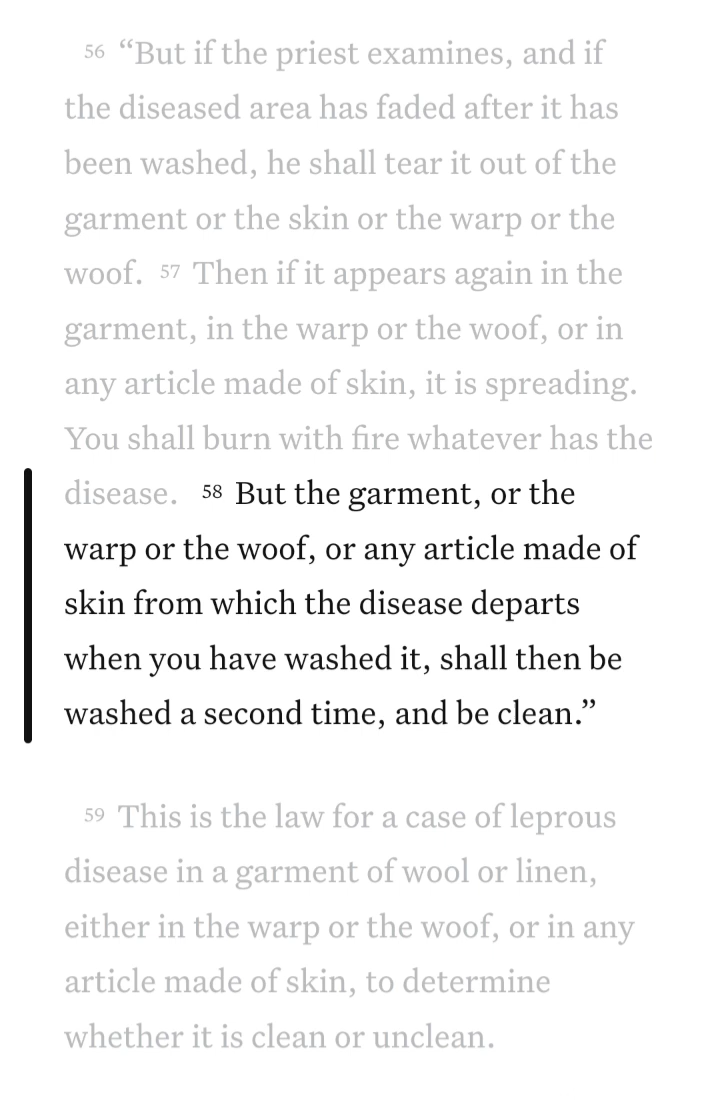 56 “But if the priest examines, and if
the diseased area has faded after it has
been washed, he shall tear it out of the
garment or the skin or the warp or the
woof. 57 Then if it appears again in the
garment, in the warp or the woof, or in
any article made of skin, it is spreading.
You shall burn with fire whatever has the
disease. 58 But the garment, or the
warp or the woof, or any article made of
skin from which the disease departs
when you have washed it, shall then be
washed a second time, and be clean.”
59 This is the law for a case of leprous
disease in a garment of wool or linen,
either in the warp or the woof, or in any
article made of skin, to determine
whether it is clean or unclean.